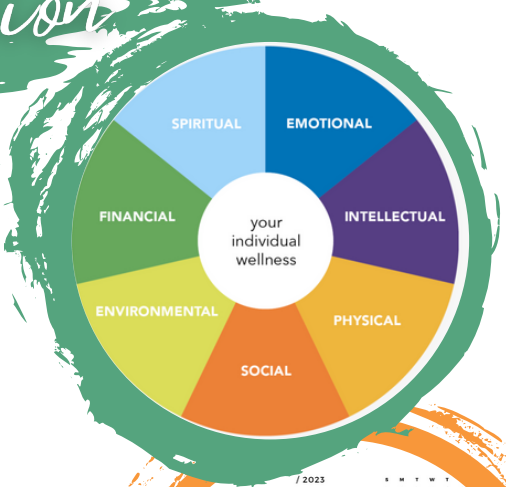 SPIRITUAL
EMOTIONAL
FINANCIAL
your
individual
wellness
INTELLECTUAL
ENVIRONMENTAL
PHYSICAL
SOCIAL
/ 2023
S M T W T